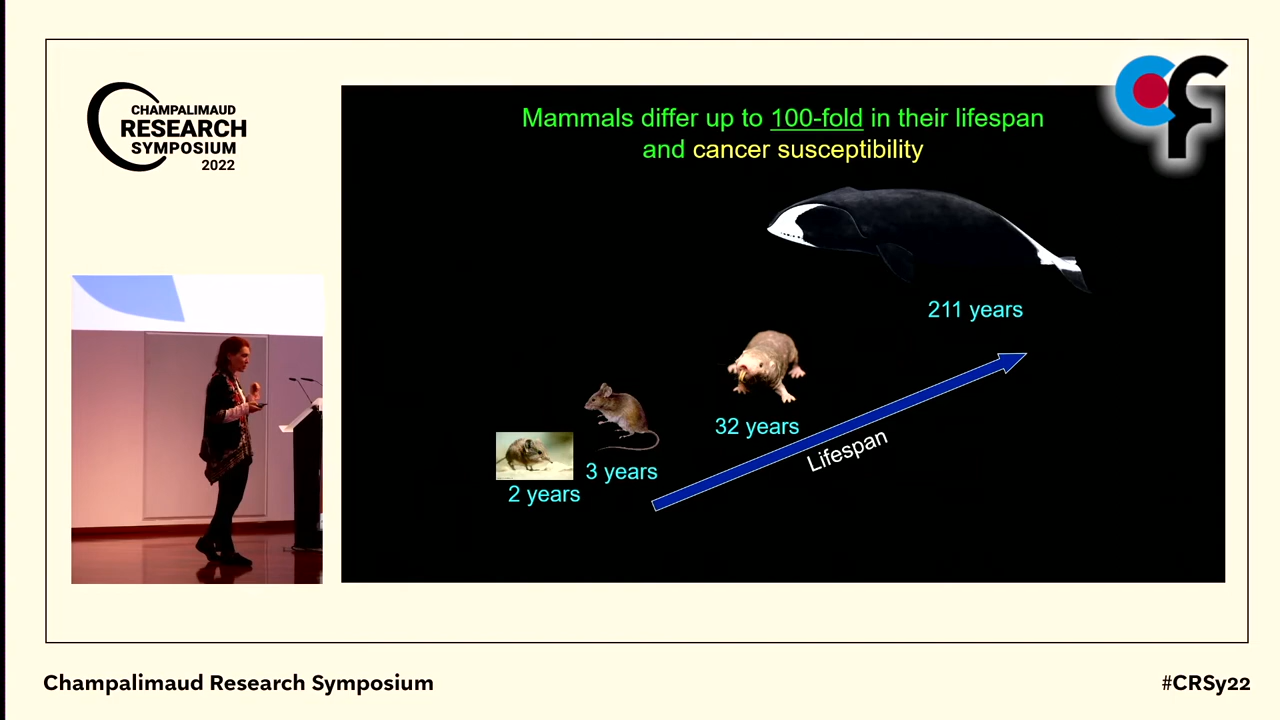 CHAMPALIMAUD
RESEARCH
SYMPOSIUM
2022
cf
Mammals differ up to 100-fold in their lifespan
and cancer susceptibility
211 years
32 years
Lifespan
3 years
2 years
Champalimaud Research Symposium
#CRSy22